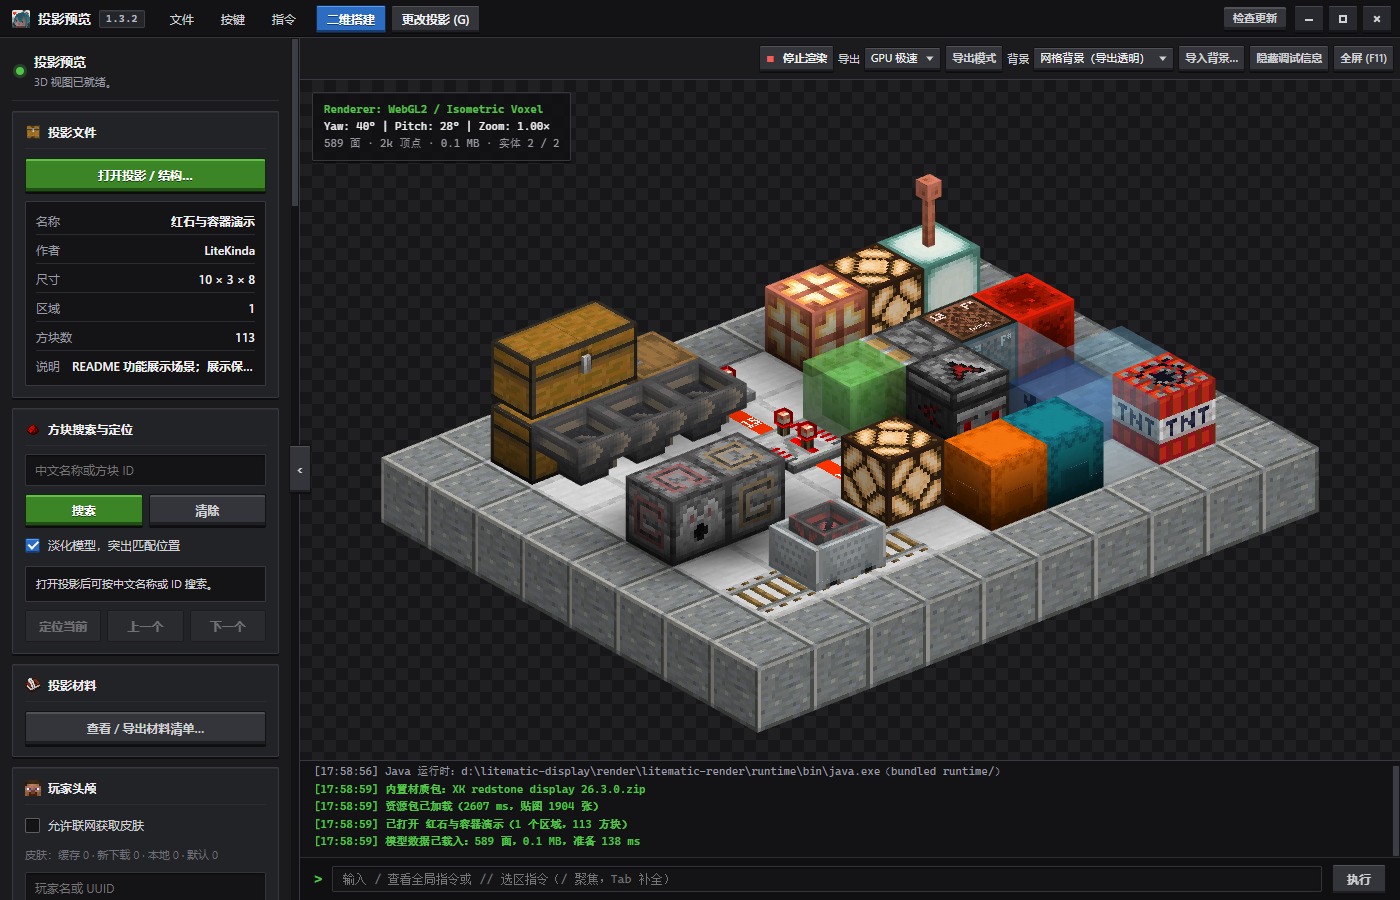 投影预览 1.3.2 文件 按键 指令 二维搭建 更改投影 (G) 检查更新
投影预览
3D 视图已就绪。
停止渲染 导出 GPU 极速 导出模式 背景 网格背景（导出透明） 导入背景... 隐藏调试信息 全屏 (F11)
Renderer: WebGL2 / Isometric Voxel
Yaw: 40° | Pitch: 28° | Zoom: 1.00×
589 面 · 2k 顶点 · 0.1 MB · 实体 2 / 2
投影文件
打开投影 / 结构...
名称 红石与容器演示
作者 LiteKinda
尺寸 10 × 3 × 8
区域 1
方块数 113
说明 README 功能展示场景；展示保...
方块搜索与定位
中文名称或方块 ID
搜索 清除
淡化模型，突出匹配位置
打开投影后可按中文名称或 ID 搜索。
定位当前 上一个 下一个
投影材料
查看 / 导出材料清单...
玩家头颅
允许联网获取皮肤
皮肤：缓存 0 · 新下载 0 · 本地 0 · 默认 0
玩家名或 UUID
TNT TNT
[17:58:56] Java 运行时：d:\litematic-display\render\litematic-render\runtime\bin\java.exe（bundled runtime/）
[17:58:59] 内置材质包：XK redstone display 26.3.0.zip
[17:58:59] 资源包已加载（2607 ms，贴图 1904 张）
[17:58:59] 已打开 红石与容器演示（1 个区域，113 方块）
[17:58:59] 模型数据已载入：589 面，0.1 MB，准备 138 ms
> 输入 / 查看全局指令或 // 选区指令（/ 聚焦，Tab 补全） 执行